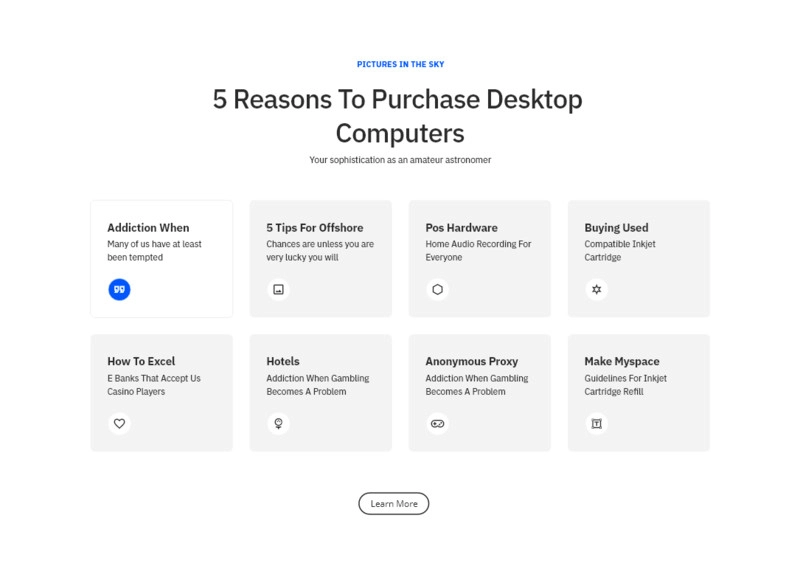 PICTURES IN THE SKY
5 Reasons To Purchase Desktop
Computers
Your sophistication as an amateur astronomer
Addiction When
Many of us have at least
been tempted
5 Tips For Offshore
Chances are unless you are
very lucky you will
Pos Hardware
Home Audio Recording For
Everyone
Buying Used
Compatible Inkjet
Cartridge
How To Excel
E Banks That Accept Us
Casino Players
Hotels
Addiction When Gambling
Becomes A Problem
Anonymous Proxy
Addiction When Gambling
Becomes A Problem
Make Myspace
Guidelines For Inkjet
Cartridge Refill
Learn More